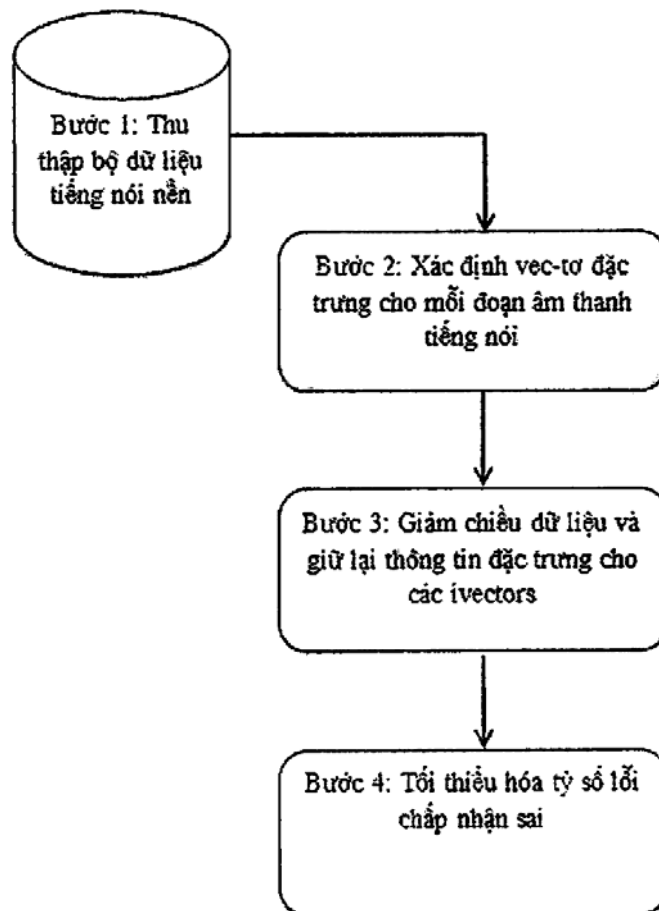 Bước 1: Thu
thập bộ dữ liệu
tiếng nói nền
Bước 2: Xác định vec-tơ đặc
trưng cho mỗi đoạn âm thanh
tiếng nói
Bước 3: Giảm chiều dữ liệu và
giữ lại thông tin đặc trưng cho
các ivectors
Bước 4: Tối thiểu hóa tỷ số lỗi
chấp nhận sai